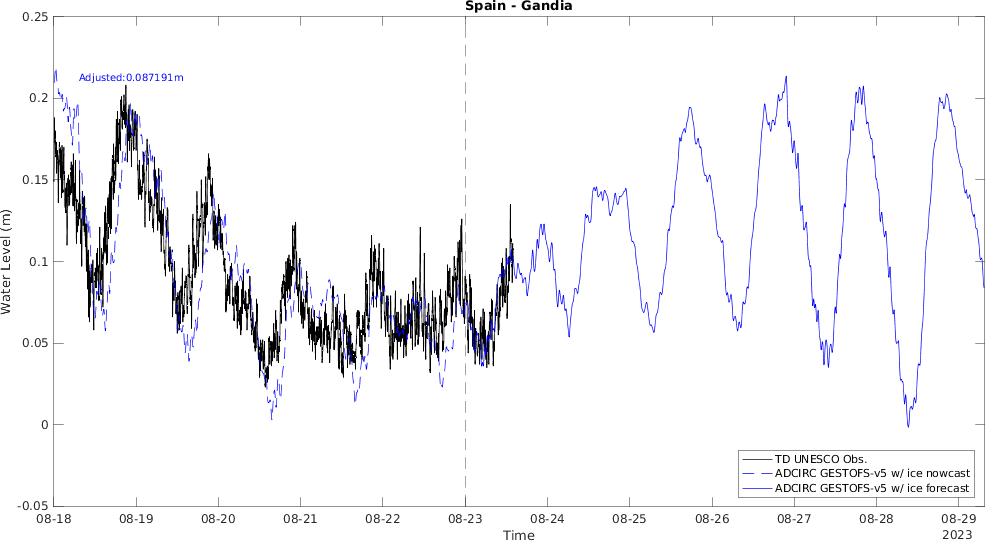 Spain - Gandia
0.25
Adjusted:0.087191m
0.2
0.15
0.1
0.05
0
-0.05
Water Level (m)
TD UNESCO Obs.
ADCIRC GESTOFS-v5 w/ ice nowcast
ADCIRC GESTOFS-v5 w/ ice forecast
08-18 08-19 08-20 08-21 08-22 08-23 08-24 08-25 08-26 08-27 08-28 08-29
Time
2023